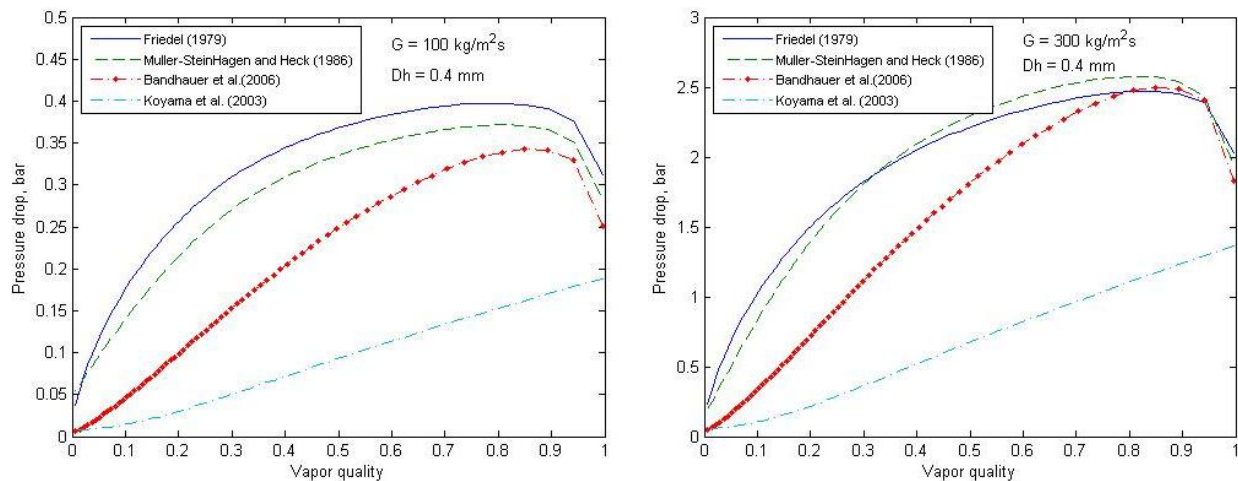 0.5
0.45
0.4
0.35
0.3
0.25
0.2
0.15
0.1
0.05
0
Pressure drop, bar
Friedel (1979)
Muller-SteinHagen and Heck (1986)
Bandhauer et al.(2006)
Koyama et al. (2003)
G = 100 kg/m²s
Dh = 0.4 mm
0 0.1 0.2 0.3 0.4 0.5 0.6 0.7 0.8 0.9 1
Vapor quality
3
2.5
2
1.5
1
0.5
0
Pressure drop, bar
Friedel (1979)
Muller-SteinHagen and Heck (1986)
Bandhauer et al.(2006)
Koyama et al. (2003)
G = 300 kg/m²s
Dh = 0.4 mm
0 0.1 0.2 0.3 0.4 0.5 0.6 0.7 0.8 0.9 1
Vapor quality